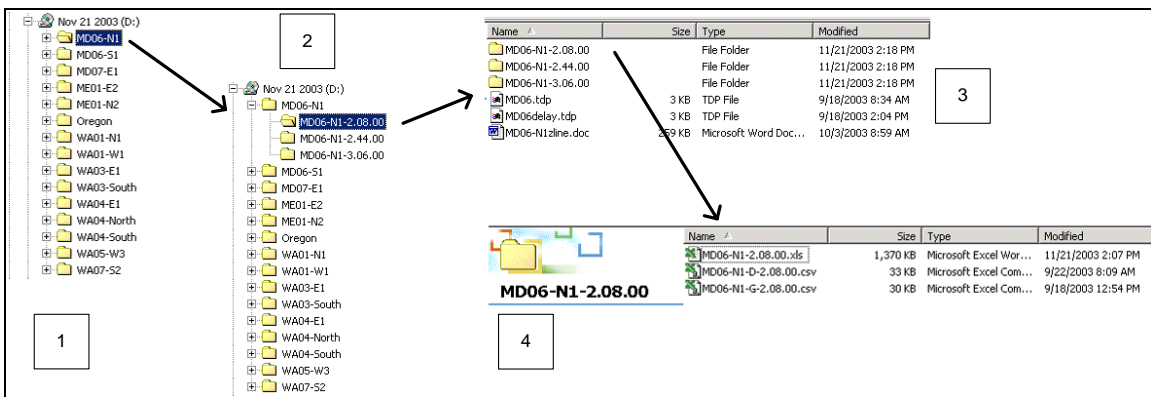 Nov 21 2003 (D:)
MD06-N1
MD06-S1
MD07-E1
ME01-E2
ME01-N2
Oregon
WA01-N1
WA01-W1
WA03-E1
WA03-South
WA04-E1
WA04-North
WA04-South
WA05-W3
WA07-S2
1
2
Nov 21 2003 (D:)
MD06-N1
MD06-N1-2.08.00
MD06-N1-2.44.00
MD06-N1-3.06.00
MD06-S1
MD07-E1
ME01-E2
ME01-N2
Oregon
WA01-N1
WA01-W1
WA03-E1
WA03-South
WA04-E1
WA04-North
WA04-South
WA05-W3
WA07-S2
Name Size Type Modified
MD06-N1-2.08.00 File Folder 11/21/2003 2:18 PM
MD06-N1-2.44.00 File Folder 11/21/2003 2:18 PM
MD06-N1-3.06.00 File Folder 11/21/2003 2:18 PM
MD06.tdp 3 KB TDP File 9/18/2003 8:34 AM
MD06delay.tdp 3 KB TDP File 9/18/2003 2:04 PM
MD06-N1zline.doc 259 KB Microsoft Word Doc... 10/3/2003 8:59 AM
3
MD06-N1-2.08.00
Name Size Type Modified
MD06-N1-2.08.00.xls 1,370 KB Microsoft Excel Wor... 11/21/2003 2:07 PM
MD06-N1-D-2.08.00.csv 33 KB Microsoft Excel Com... 9/22/2003 8:09 AM
MD06-N1-G-2.08.00.csv 30 KB Microsoft Excel Com... 9/18/2003 12:54 PM
4